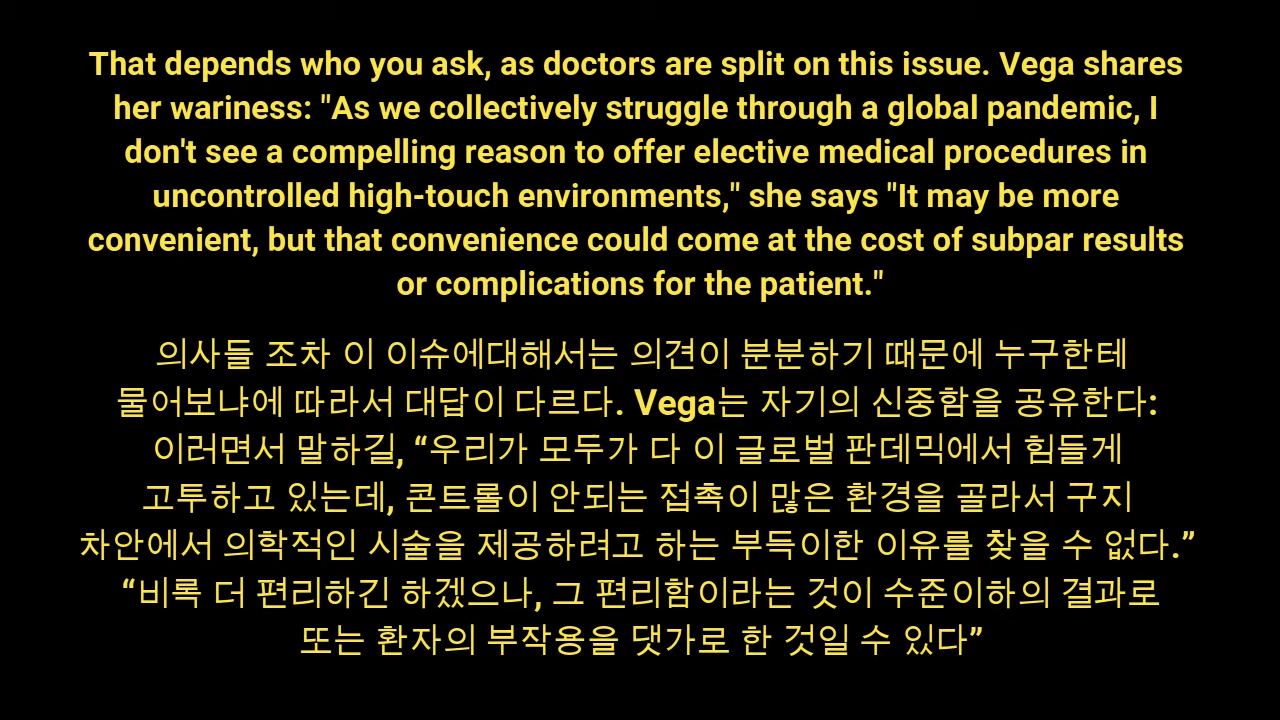 That depends who you ask, as doctors are split on this issue. Vega shares
her wariness: "As we collectively struggle through a global pandemic, I
don't see a compelling reason to offer elective medical procedures in
uncontrolled high-touch environments," she says "It may be more
convenient, but that convenience could come at the cost of subpar results
or complications for the patient."
의사들 조차 이 이슈에대해서는 의견이 분분하기 때문에 누구한테
물어보냐에 따라서 대답이 다르다. Vega는 자기의 신중함을 공유한다:
이러면서 말하길, “우리가 모두가 다 이 글로벌 판데믹에서 힘들게
고투하고 있는데, 콘트롤이 안되는 접촉이 많은 환경을 골라서 구지
차안에서 의학적인 시술을 제공하려고 하는 부득이한 이유를 찾을 수 없다.”
“비록 더 편리하긴 하겠으나, 그 편리함이라는 것이 수준이하의 결과로
또는 환자의 부작용을 댓가로 한 것일 수 있다”